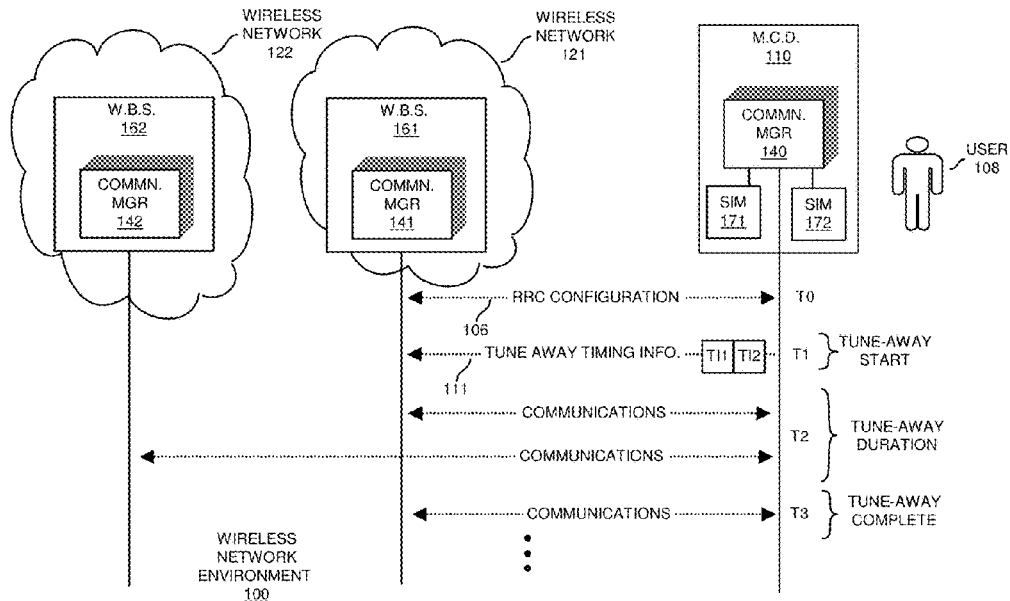 WIRELESS
NETWORK
122
WIRELESS
NETWORK
121
M.C.D.
110
W.B.S.
162
W.B.S.
161
COMMN.
MGR
140
COMMN.
MGR
142
COMMN.
MGR
141
SIM
171
SIM
172
USER
108
RRC CONFIGURATION
T0
106
TUNE AWAY TIMING INFO.
TI1
TI2
T1
TUNE-AWAY
START
111
COMMUNICATIONS
T2
TUNE-AWAY
DURATION
COMMUNICATIONS
COMMUNICATIONS
T3
TUNE-AWAY
COMPLETE
WIRELESS
NETWORK
ENVIRONMENT
100